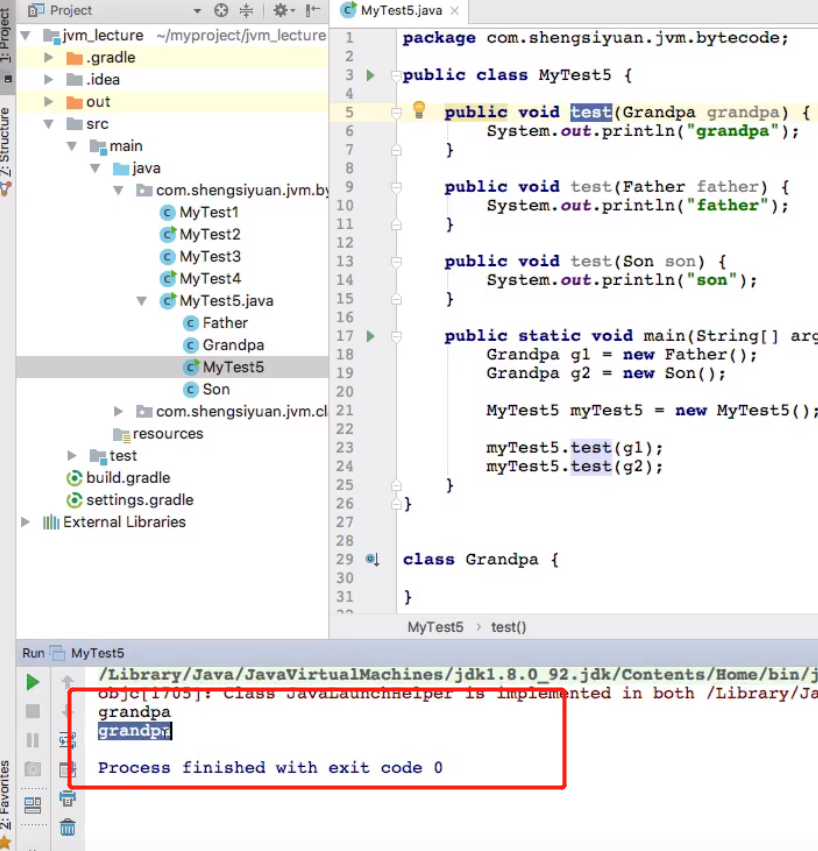 Project
MyTest5.java
1: Project
Z: Structure
2: Favorites
jvm_lecture ~/myproject/jvm_lecture
.gradle
.idea
out
src
main
java
com.shengsiyuan.jvm.by
MyTest1
MyTest2
MyTest3
MyTest4
MyTest5.java
Father
Grandpa
MyTest5
Son
com.shengsiyuan.jvm.cl
resources
test
build.gradle
settings.gradle
External Libraries
1 package com.shengsiyuan.jvm.bytecode;
2
3 public class MyTest5 {
4
5 public void test(Grandpa grandpa) {
6 System.out.println("grandpa");
7 }
8
9 public void test(Father father) {
10 System.out.println("father");
11 }
12
13 public void test(Son son) {
14 System.out.println("son");
15 }
16
17 public static void main(String[] arg
18 Grandpa g1 = new Father();
19 Grandpa g2 = new Son();
20
21 MyTest5 myTest5 = new MyTest5();
22
23 myTest5.test(g1);
24 myTest5.test(g2);
25 }
26 }
27
28
29 class Grandpa {
30
31 }
MyTest5 › test()
Run MyTest5
/Library/Java/JavaVirtualMachines/jdk1.8.0_92.jdk/Contents/Home/bin/j
objc[1705]: Class JavaLaunchHelper is implemented in both /Library/Ja
grandpa
grandpa
Process finished with exit code 0